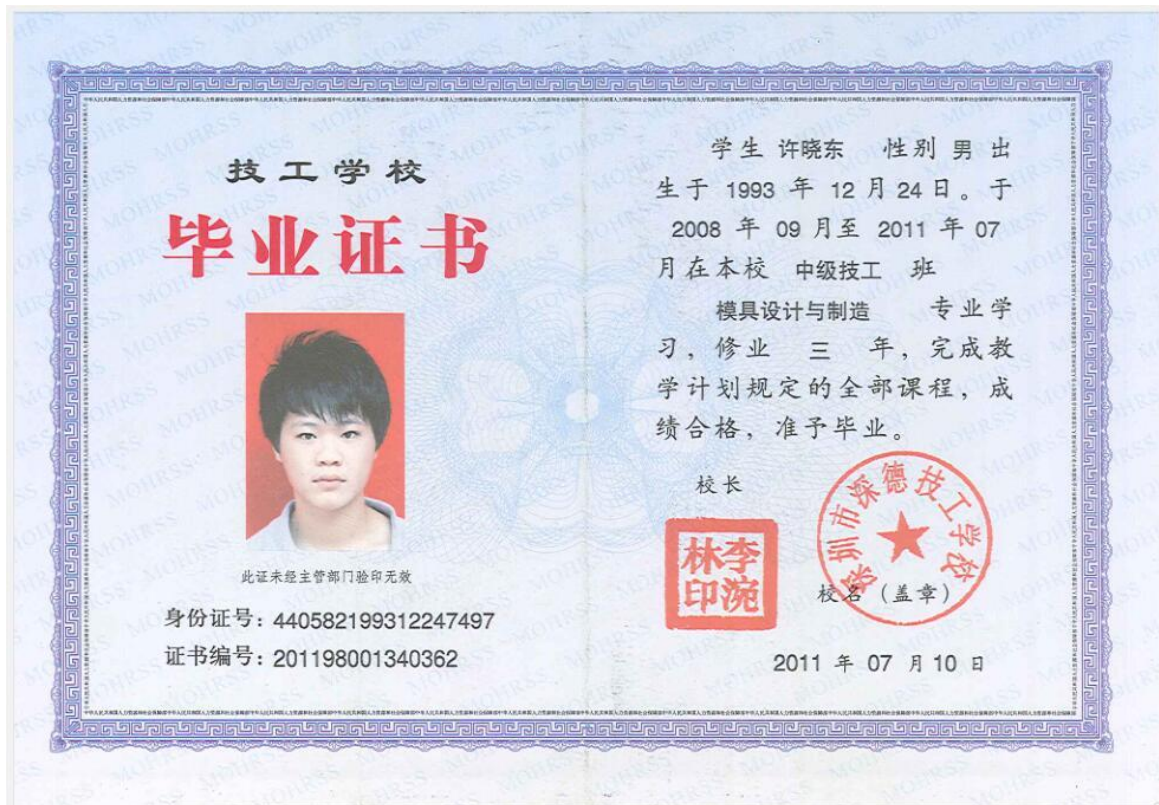 技工学校
毕业证书
此证未经主管部门验印无效
身份证号：440582199312247497
证书编号：201198001340362
学生 许晓东 性别 男 出
生于 1993 年 12 月 24 日。于
2008 年 09 月至 2011 年 07
月在本校 中级技工 班
模具设计与制造 专业学
习，修业 三 年，完成教
学计划规定的全部课程，成
绩合格，准予毕业。
校长
李涴林印
深圳市深德技工学校
校名（盖章）
2011 年 07 月 10 日
MOHRSS